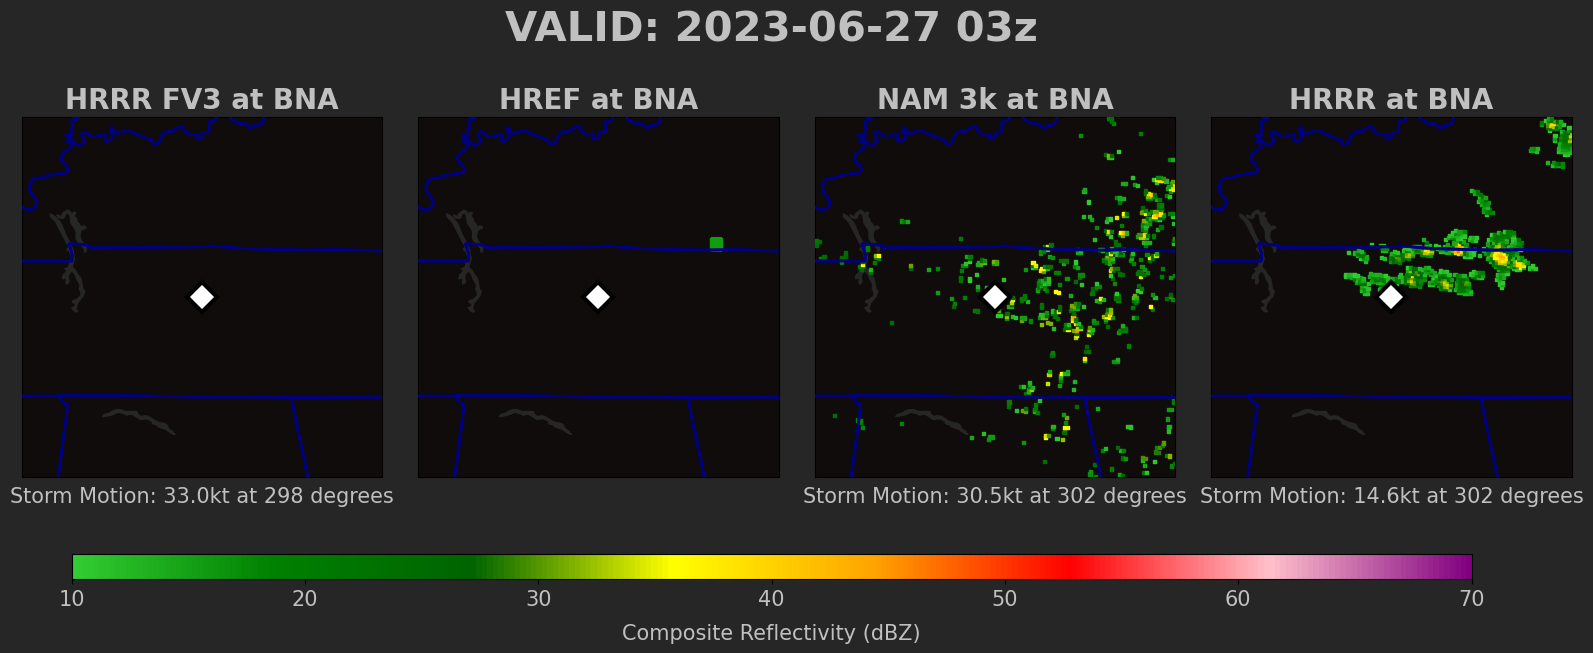 VALID: 2023-06-27 03z
HRRR FV3 at BNA
HREF at BNA
NAM 3k at BNA
HRRR at BNA
Storm Motion: 33.0kt at 298 degrees
Storm Motion: 30.5kt at 302 degrees
Storm Motion: 14.6kt at 302 degrees
10 20 30 40 50 60 70
Composite Reflectivity (dBZ)